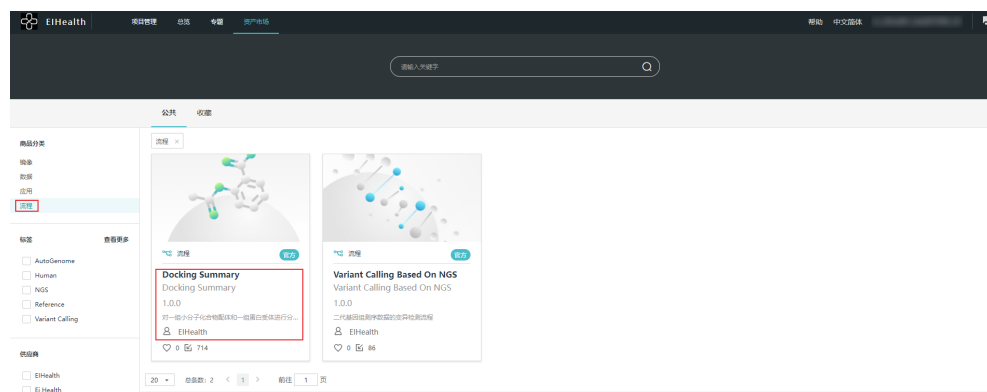 EIHealth 项目管理 总览 专题 资产市场 帮助 中文简体
请输入关键字
公共 收藏
商品分类
镜像
数据
应用
流程
标签 查看更多
AutoGenome
Human
NGS
Reference
Variant Calling
供应商
EIHealth
Ei Health
流程 ×
流程 官方
Docking Summary
Docking Summary
1.0.0
对一组小分子化合物配体和一组蛋白受体进行分...
EIHealth
0 714
流程 官方
Variant Calling Based On NGS
Variant Calling Based On NGS
1.0.0
二代基因组测序数据的变异检测流程
EIHealth
0 86
20 总条数: 2 < 1 > 前往 1 页